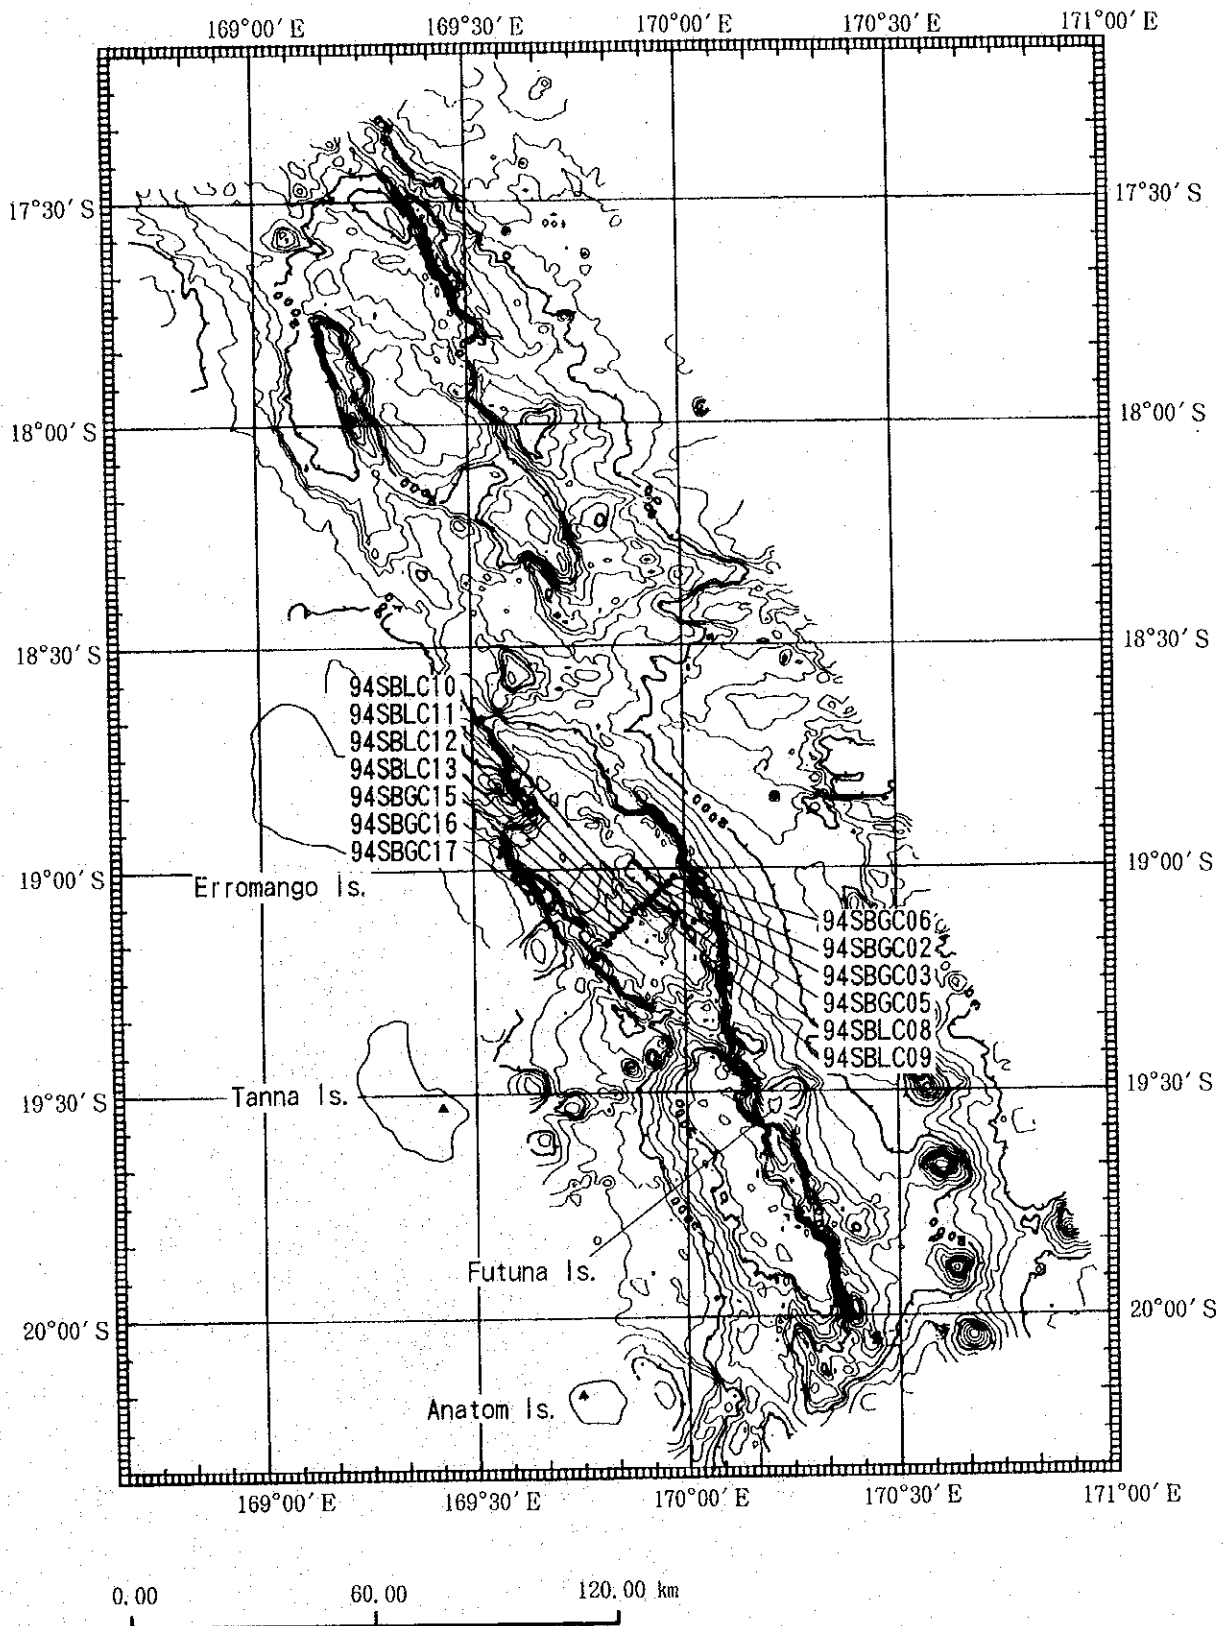 169°00′E 169°30′E 170°00′E 170°30′E 171°00′E
17°30′S 17°30′S
18°00′S 18°00′S
18°30′S 18°30′S
94SBLC10
94SBLC11
94SBLC12
94SBLC13
94SBGC15
94SBGC16
94SBGC17
19°00′S 19°00′S
Erromango Is.
94SBGC06
94SBGC02
94SBGC03
94SBGC05
94SBLC08
94SBLC09
19°30′S 19°30′S
Tanna Is.
Futuna Is.
20°00′S 20°00′S
Anatom Is.
169°00′E 169°30′E 170°00′E 170°30′E 171°00′E
0.00 60.00 120.00 km